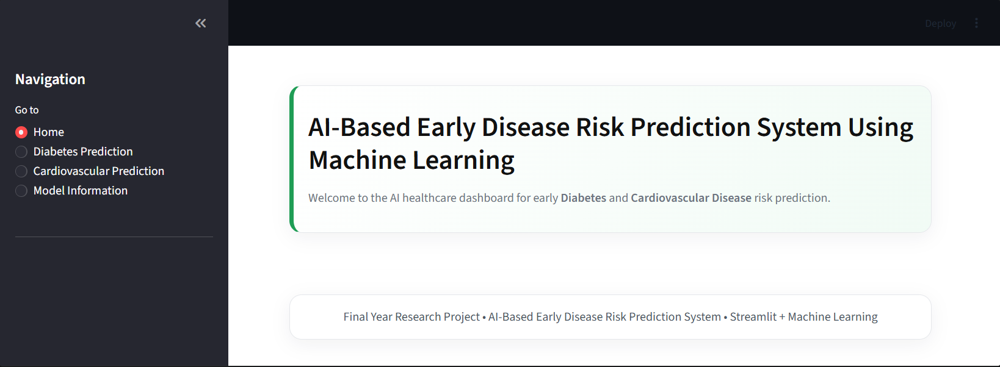 Deploy
Navigation
Go to
Home
Diabetes Prediction
Cardiovascular Prediction
Model Information
AI-Based Early Disease Risk Prediction System Using
Machine Learning
Welcome to the AI healthcare dashboard for early Diabetes and Cardiovascular Disease risk prediction.
Final Year Research Project • AI-Based Early Disease Risk Prediction System • Streamlit + Machine Learning